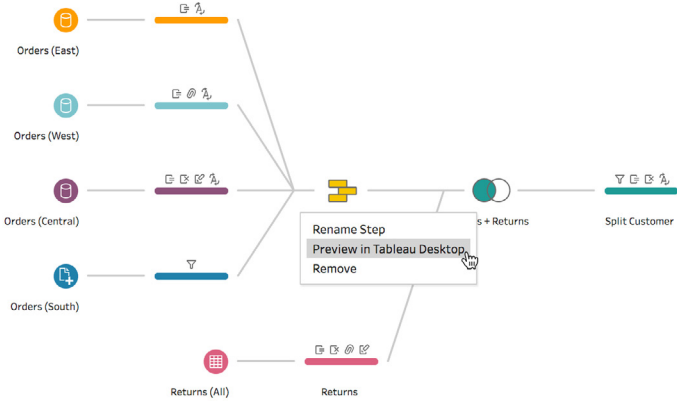 Orders (East)
Orders (West)
Orders (Central)
s + Returns
Split Customer
Rename Step
Preview in Tableau Desktop
Remove
Orders (South)
Returns (All)
Returns